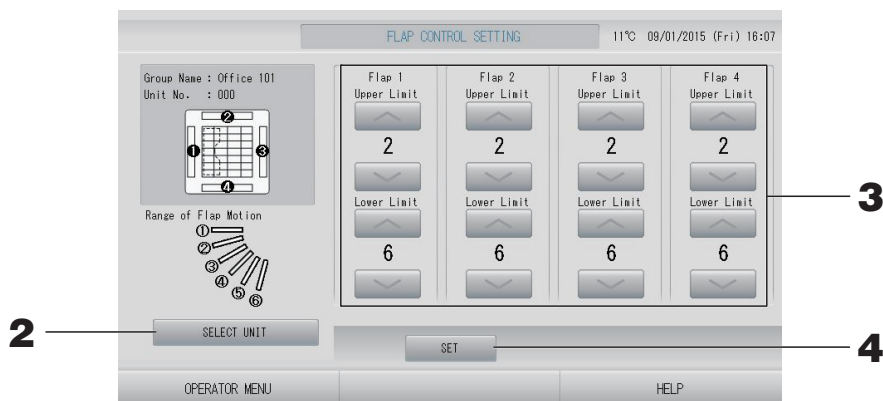 FLAP CONTROL SETTING 11℃ 09/01/2015 (Fri) 16:07
Group Name : Office 101
Unit No. : 000
❷
❶ ❸
❹
Range of Flap Motion
①
②
③
④
⑤
⑥
SELECT UNIT
Flap 1 Flap 2 Flap 3 Flap 4
Upper Limit Upper Limit Upper Limit Upper Limit
2 2 2 2
Lower Limit Lower Limit Lower Limit Lower Limit
6 6 6 6
SET
OPERATOR MENU HELP
2
3
4